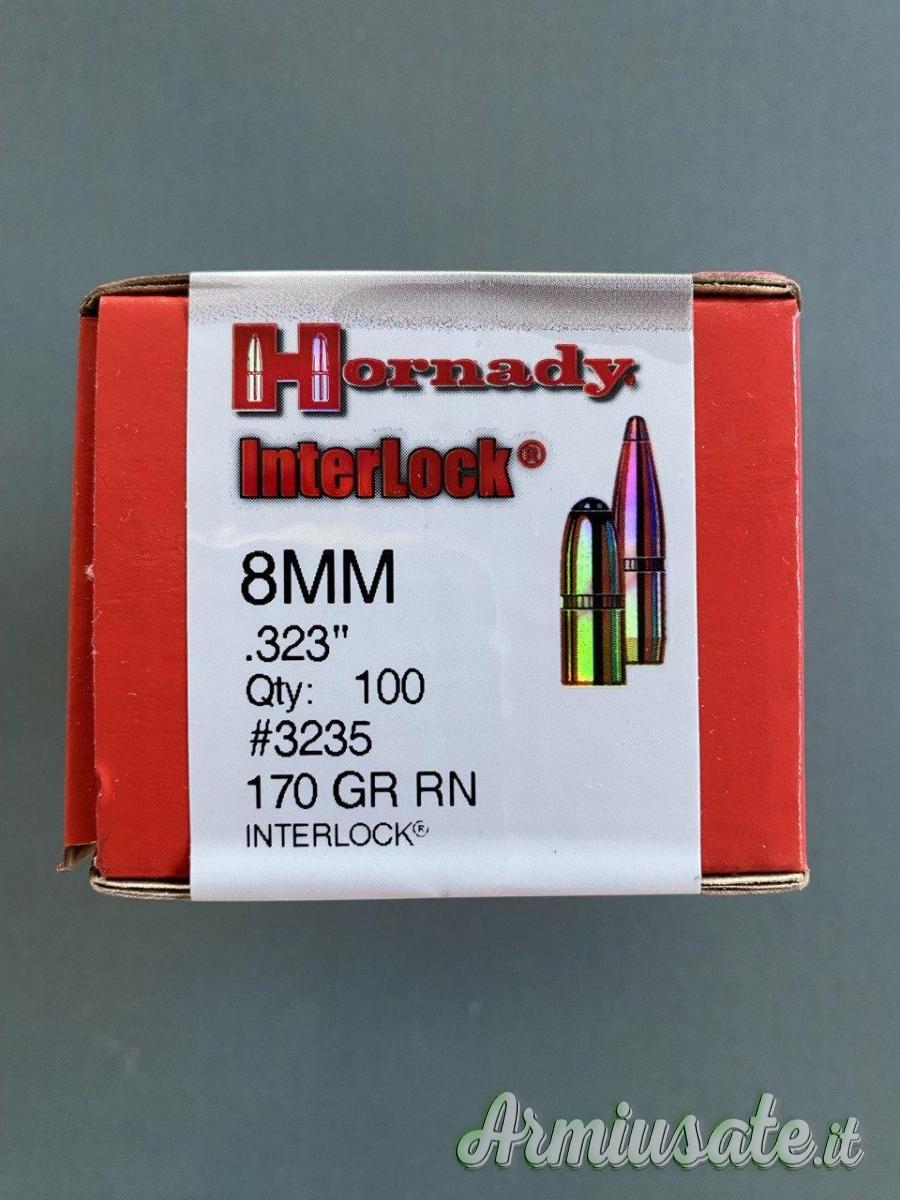 Hornady®
InterLock®
8MM
.323"
Qty: 100
#3235
170 GR RN
INTERLOCK®
Armiusate.it